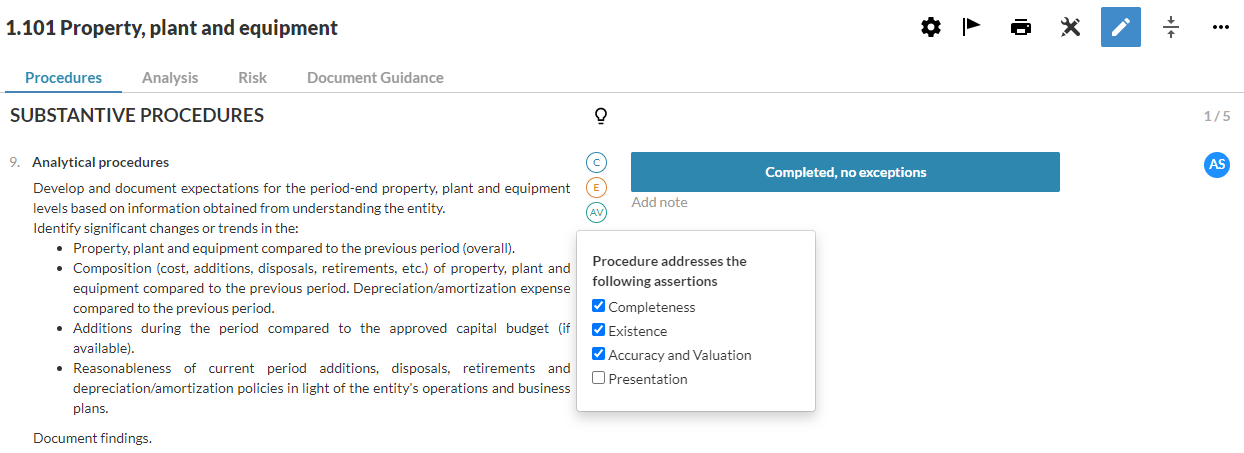 1.101 Property, plant and equipment
Procedures Analysis Risk Document Guidance
SUBSTANTIVE PROCEDURES
1 / 5
9. Analytical procedures
Develop and document expectations for the period-end property, plant and equipment
levels based on information obtained from understanding the entity.
Identify significant changes or trends in the:
• Property, plant and equipment compared to the previous period (overall).
• Composition (cost, additions, disposals, retirements, etc.) of property, plant and
equipment compared to the previous period. Depreciation/amortization expense
compared to the previous period.
• Additions during the period compared to the approved capital budget (if
available).
• Reasonableness of current period additions, disposals, retirements and
depreciation/amortization policies in light of the entity's operations and business
plans.
Document findings.
C
E
AV
Completed, no exceptions
Add note
AS
Procedure addresses the
following assertions
Completeness
Existence
Accuracy and Valuation
Presentation